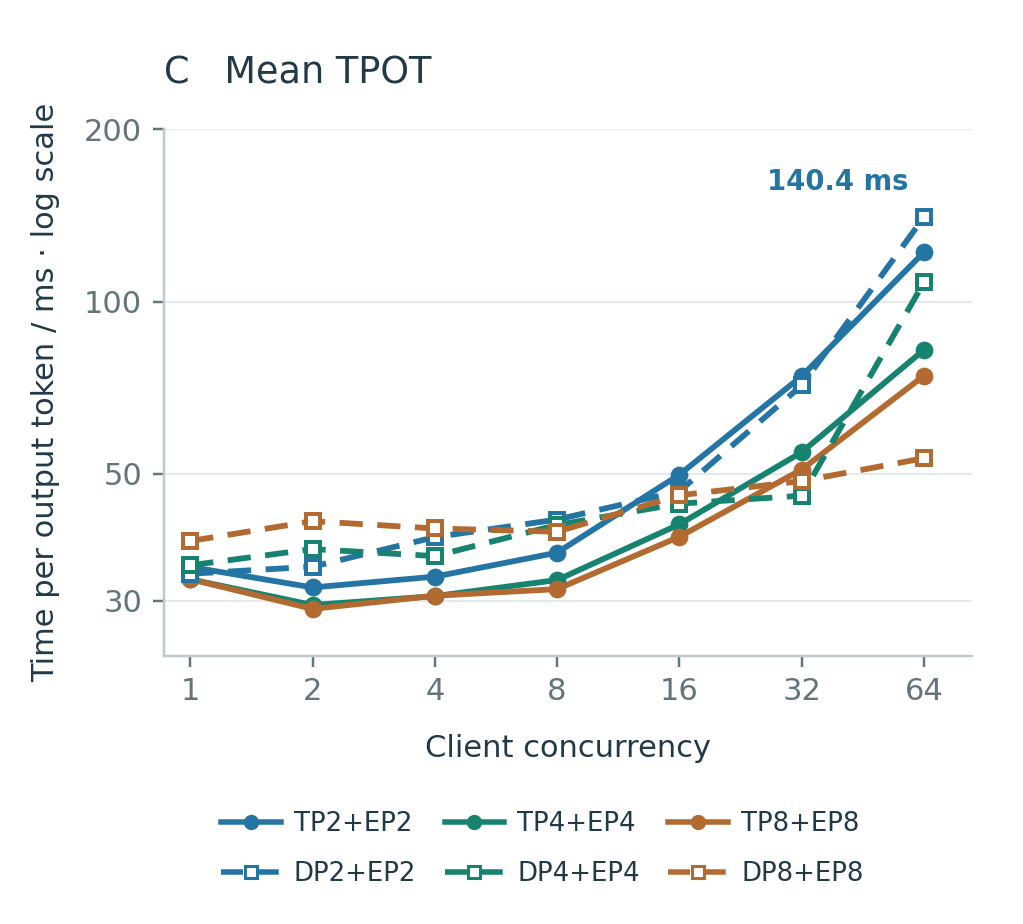 C Mean TPOT
Time per output token / ms · log scale
200
100
50
30
140.4 ms
1 2 4 8 16 32 64
Client concurrency
TP2+EP2 TP4+EP4 TP8+EP8
DP2+EP2 DP4+EP4 DP8+EP8